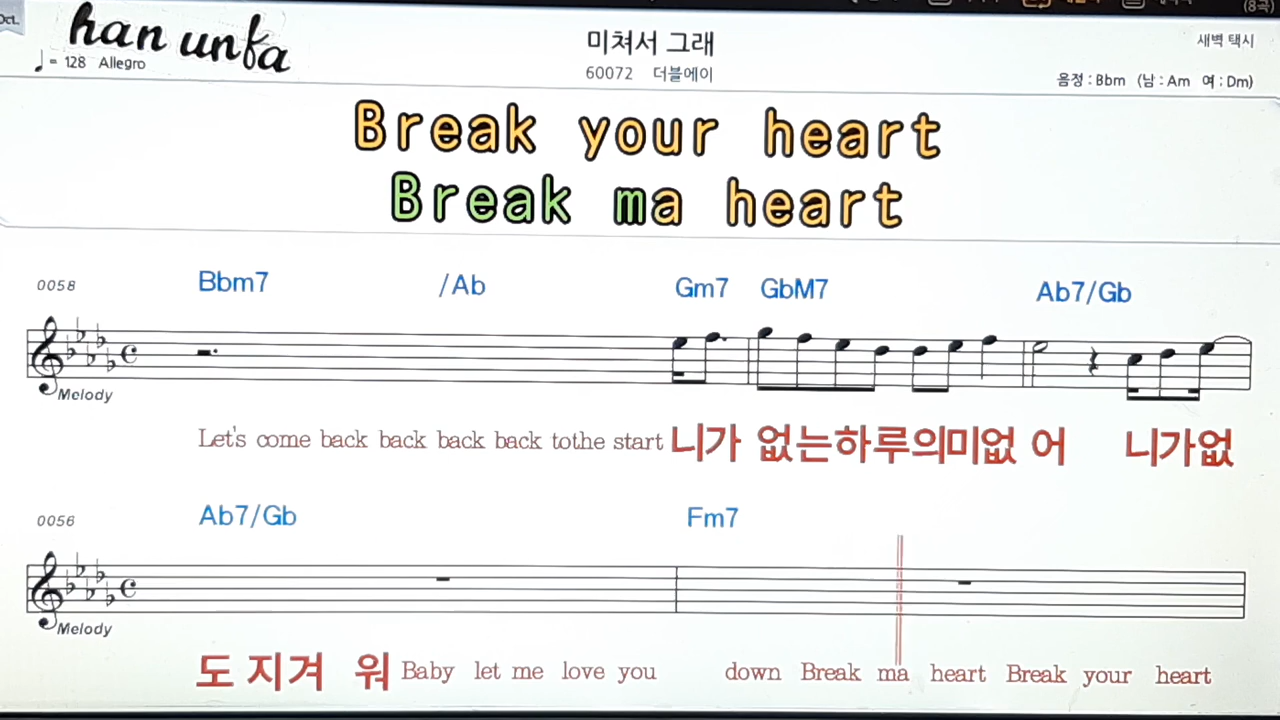 Oct.
han unfa
미쳐서 그래
새벽 택시
♩= 128 Allegro
60072 더블에이
음정 : Bbm (남 : Am 여 : Dm)
Break your heart
Break ma heart
0058
Bbm7 /Ab Gm7 GbM7 Ab7/Gb
Melody
Let's come back back back back tothe start 니가 없는하루의미없 어 니가없
0056
Ab7/Gb Fm7
Melody
도 지겨 워 Baby let me love you down Break ma heart Break your heart